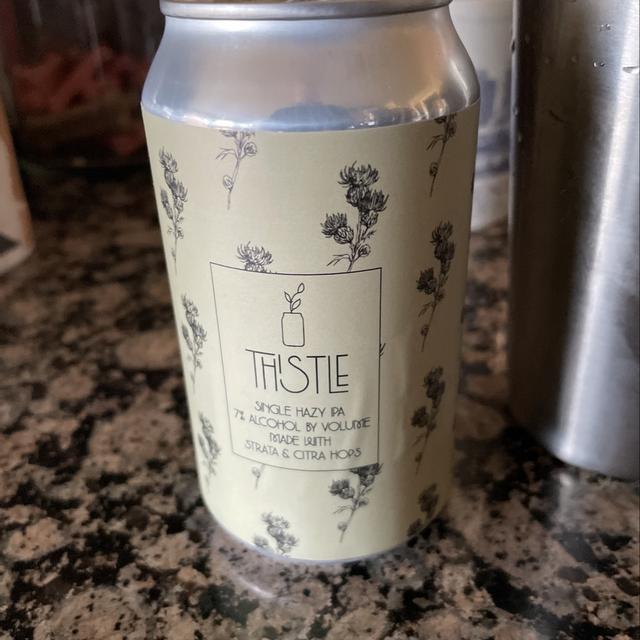 THISTLE
SINGLE HAZY IPA
7% ALCOHOL BY VOLUME
MADE WITH
STRATA & CITRA HOPS